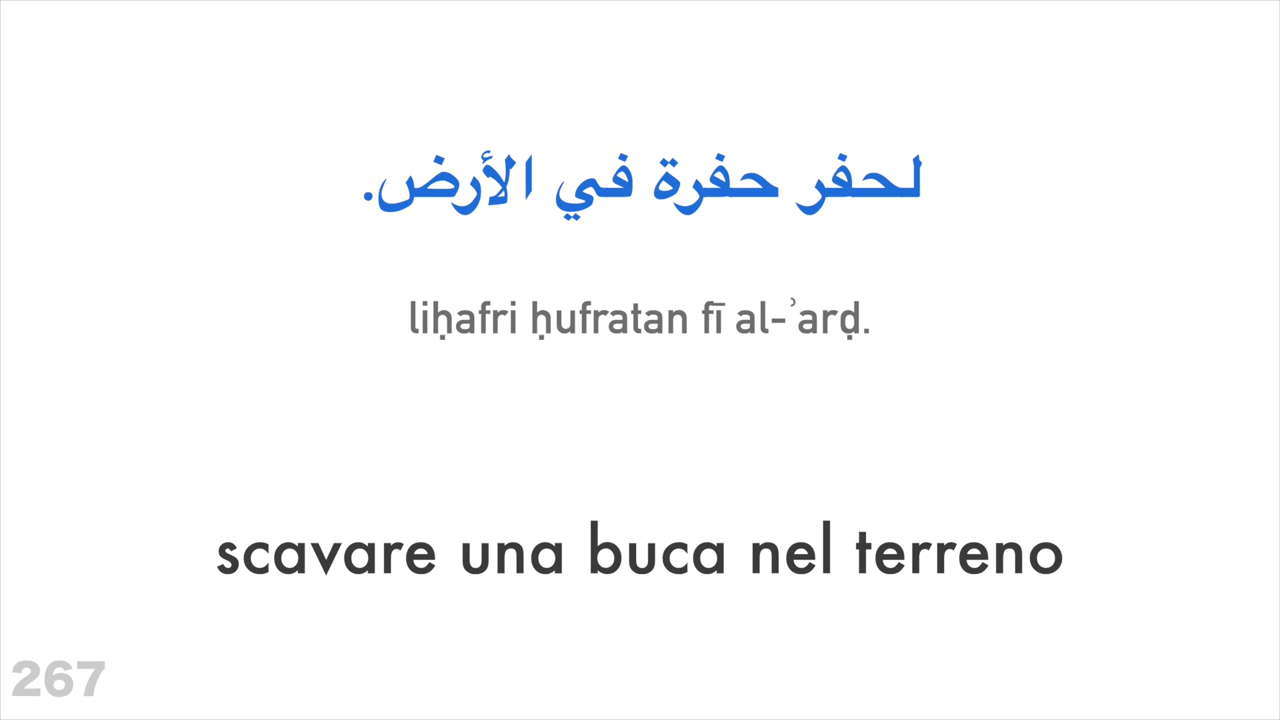 لحفر حفرة في الأرض.
liḥafri ḥufratan fī al-ʾarḍ.
scavare una buca nel terreno
267